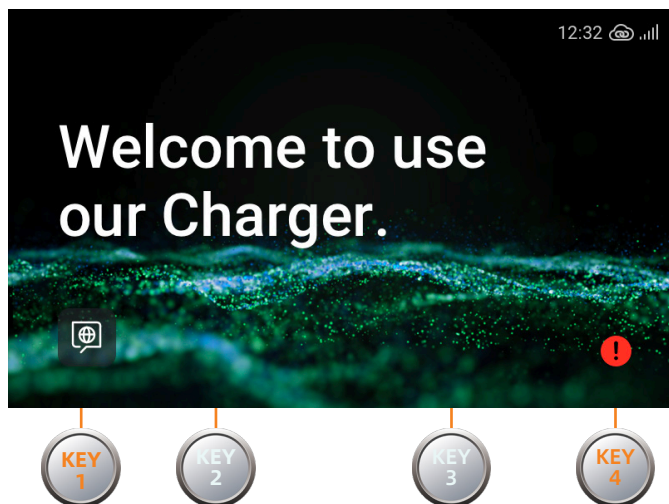 12:32
Welcome to use
our Charger.
!
KEY
1
KEY
2
KEY
3
KEY
4